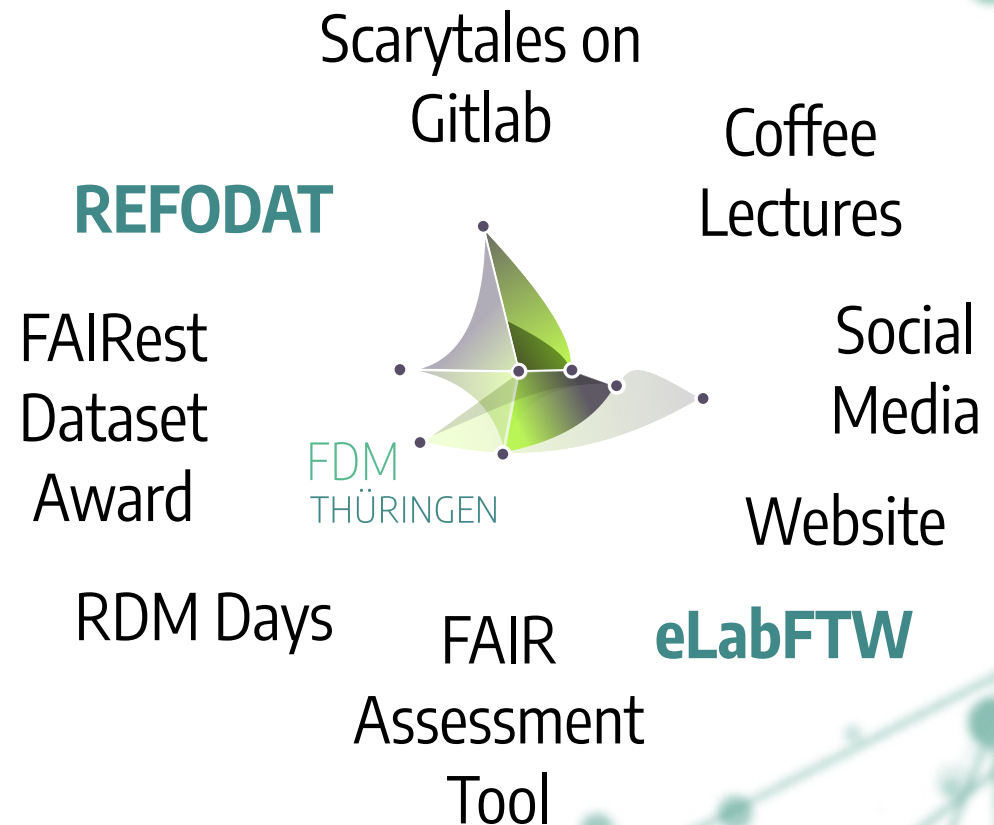 Scarytales on
Gitlab
Coffee
Lectures
REFODAT
FAIRest
Dataset
Award
Social
Media
FDM
THÜRINGEN
Website
RDM Days
FAIR
Assessment
Tool
eLabFTW